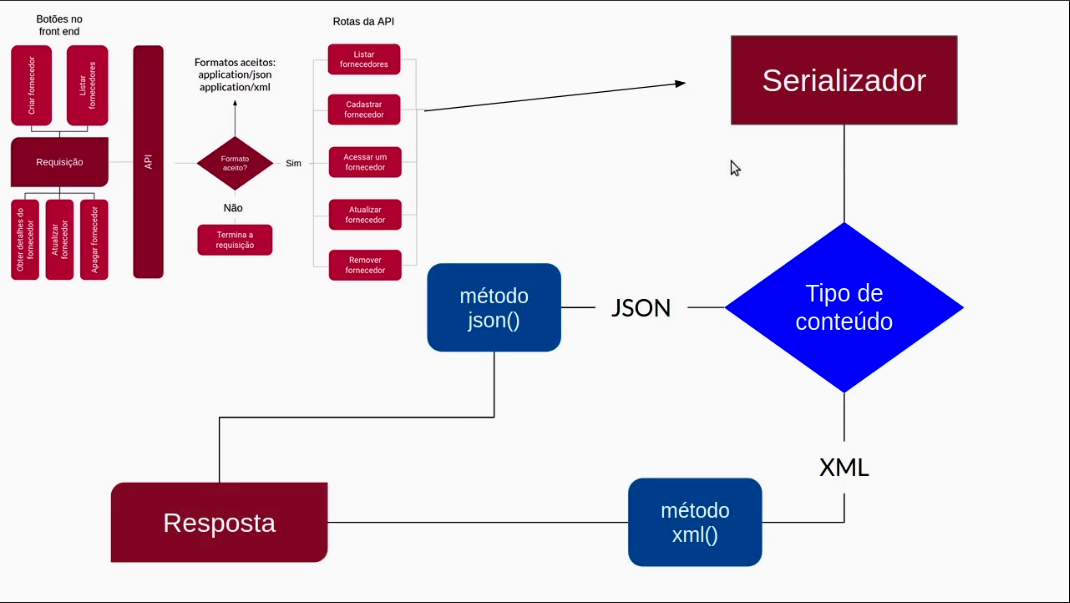 Botões no
front end
Criar fornecedor
Listar
fornecedores
Requisição
Obter detalhes do
fornecedor
Atualizar
fornecedor
Apagar fornecedor
API
Formatos aceitos:
application/json
application/xml
Formato
aceito?
Sim
Não
Termina a
requisição
Rotas da API
Listar
fornecedores
Cadastrar
fornecedor
Acessar um
fornecedor
Atualizar
fornecedor
Remover
fornecedor
Serializador
Tipo de
conteúdo
JSON
método
json()
XML
método
xml()
Resposta